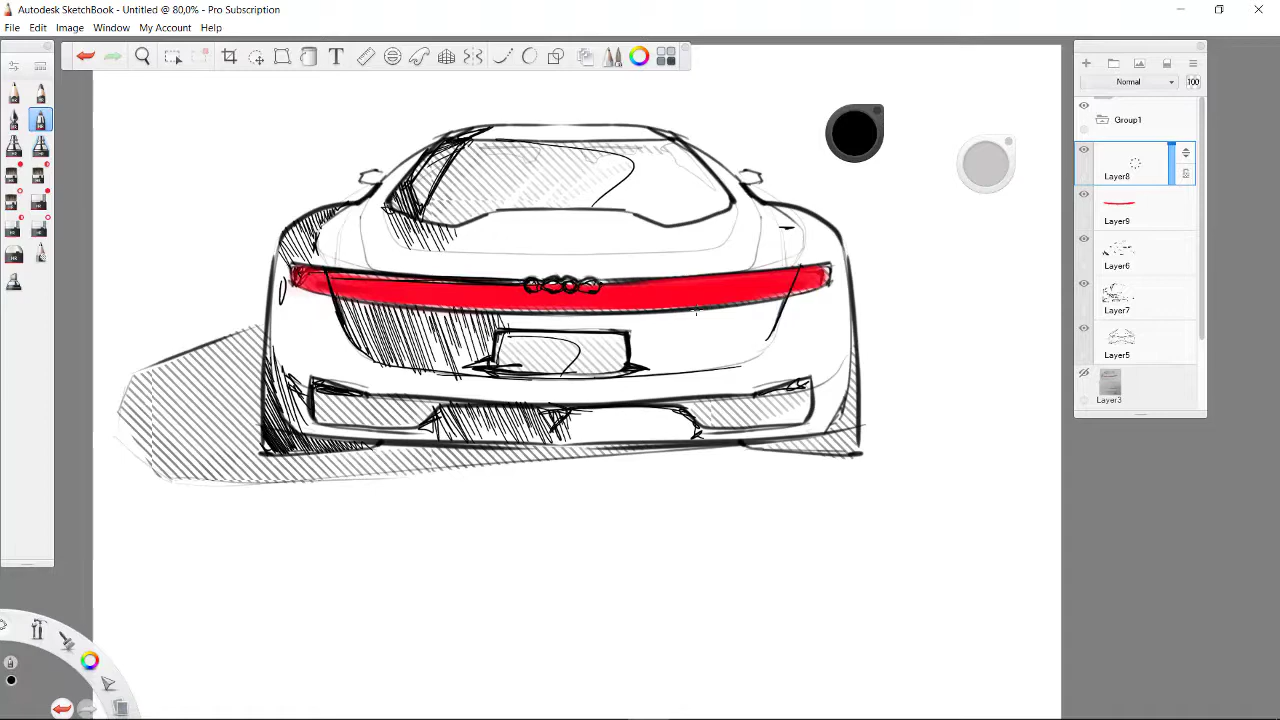 Autodesk SketchBook - Untitled @ 80,0% - Pro Subscription
File Edit Image Window My Account Help
T
Normal
100
Group1
Layer8
Layer9
Layer6
Layer7
Layer5
Layer3